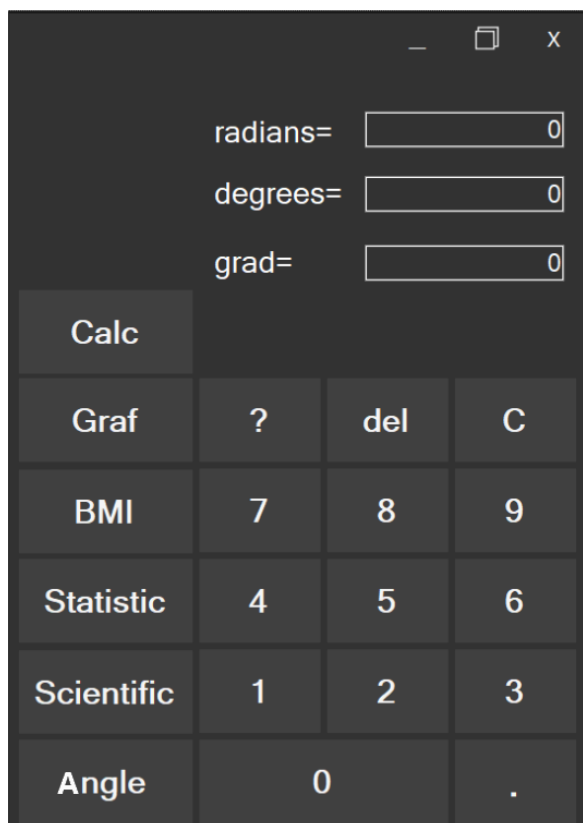 _ x
radians= 0
degrees= 0
grad= 0
Calc
Graf ? del C
BMI 7 8 9
Statistic 4 5 6
Scientific 1 2 3
Angle 0 .